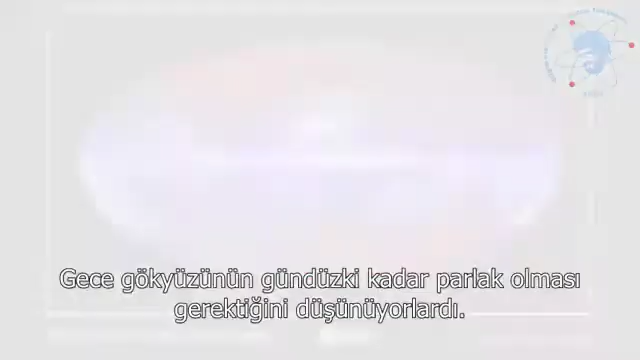 Gece gökyüzünün gündüzki kadar parlak olması
gerektiğini düşünüyorlardı.